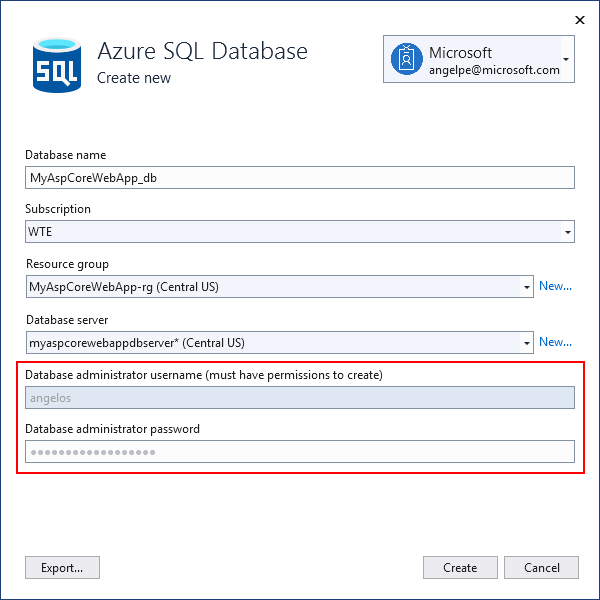 Azure SQL Database
Create new
SQL
Microsoft
angelpe@microsoft.com
Database name
MyAspCoreWebApp_db
Subscription
WTE
Resource group
MyAspCoreWebApp-rg (Central US)
New...
Database server
myaspcorewebappdbserver* (Central US)
New...
Database administrator username (must have permissions to create)
angelos
Database administrator password
●●●●●●●●●●●●●●●●●●
Export...
Create
Cancel